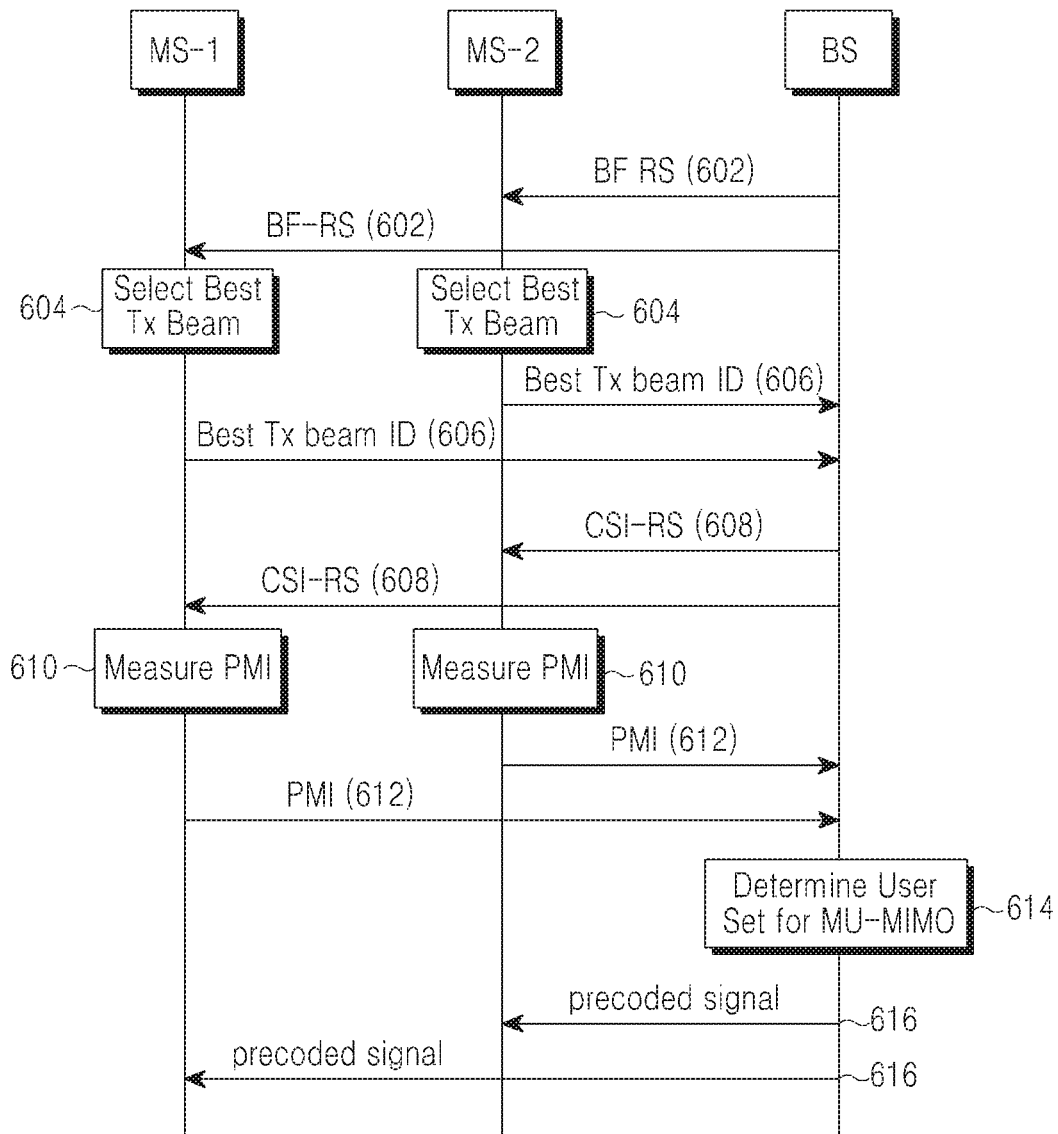 MS-1
MS-2
BS
BF RS (602)
BF-RS (602)
604
Select Best
Tx Beam
Select Best
Tx Beam
604
Best Tx beam ID (606)
Best Tx beam ID (606)
CSI-RS (608)
CSI-RS (608)
610
Measure PMI
Measure PMI
610
PMI (612)
PMI (612)
Determine User
Set for MU-MIMO
614
precoded signal
616
precoded signal
616